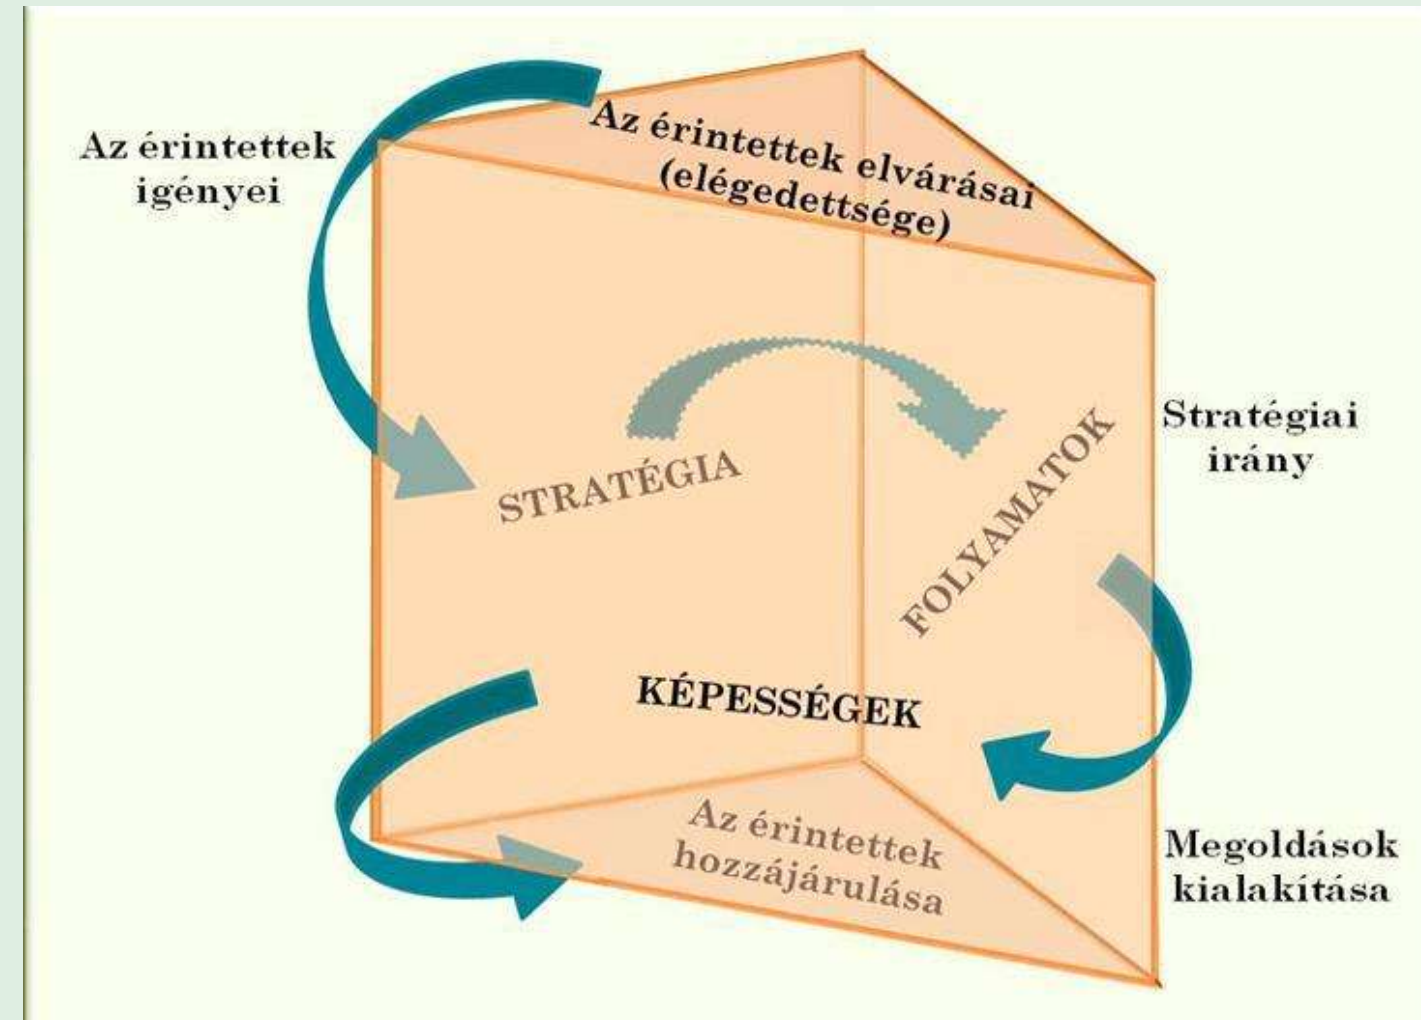 Az érintettek
igényei
Az érintettek elvárásai
(elégedettsége)
STRATÉGIA
FOLYAMATOK
Stratégiai
irány
KÉPESSÉGEK
Az érintettek
hozzájárulása
Megoldások
kialakítása